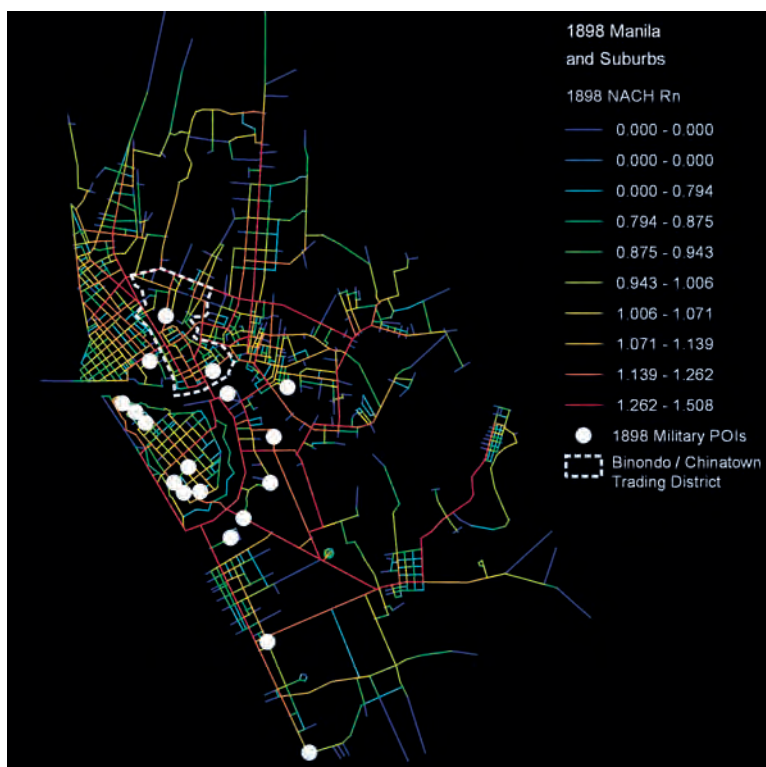 1898 Manila
and Suburbs
1898 NACH Rn
0.000 - 0.000
0.000 - 0.000
0.000 - 0.794
0.794 - 0.875
0.875 - 0.943
0.943 - 1.006
1.006 - 1.071
1.071 - 1.139
1.139 - 1.262
1.262 - 1.508
1898 Military POIs
Binondo / Chinatown
Trading District